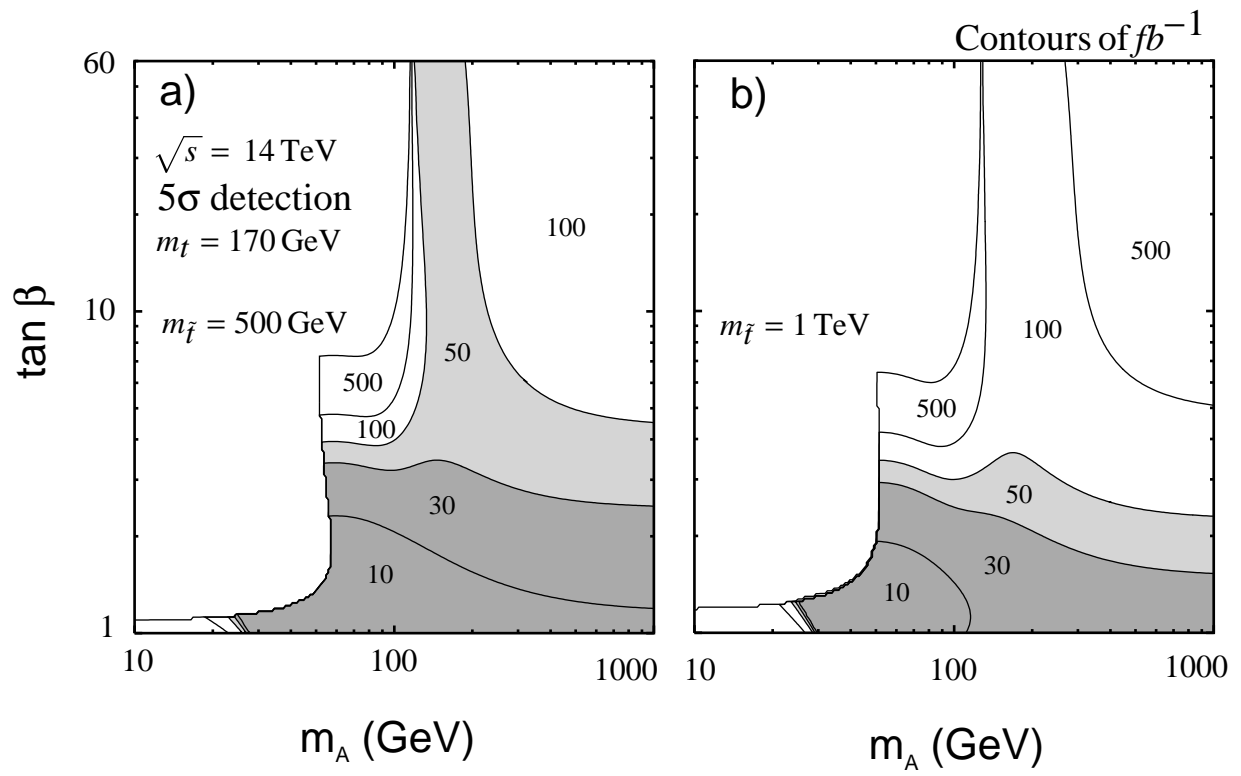 Contours of fb⁻¹
60
a)
√s = 14 TeV
5σ detection
mₜ = 170 GeV
m_t̃ = 500 GeV
100
50
500
100
30
10
10
1
10
100
1000
tan β
m_A (GeV)
b)
m_t̃ = 1 TeV
500
100
500
50
30
10
10
100
1000
m_A (GeV)